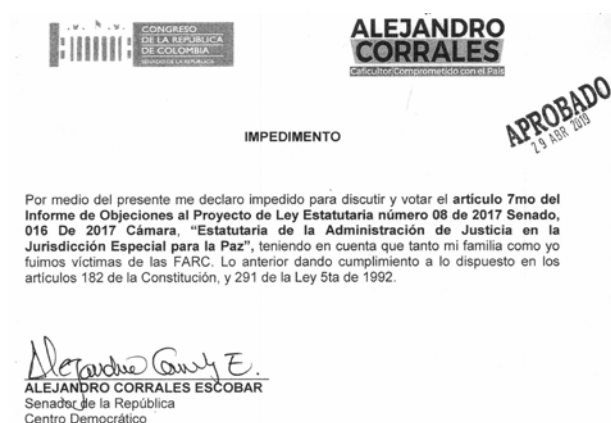 CONGRESO
DE LA REPÚBLICA
DE COLOMBIA
SENADO DE LA REPÚBLICA
ALEJANDRO
CORRALES
Caficultor Comprometido con el País
APROBADO
29 ABR 2019
IMPEDIMENTO
Por medio del presente me declaro impedido para discutir y votar el artículo 7mo del
Informe de Objeciones al Proyecto de Ley Estatutaria número 08 de 2017 Senado,
016 De 2017 Cámara, “Estatutaria de la Administración de Justicia en la
Jurisdicción Especial para la Paz”, teniendo en cuenta que tanto mi familia como yo
fuimos víctimas de las FARC. Lo anterior dando cumplimiento a lo dispuesto en los
artículos 182 de la Constitución, y 291 de la Ley 5ta de 1992.
Alejandro Corrales E.
ALEJANDRO CORRALES ESCOBAR
Senador de la República
Centro Democrático